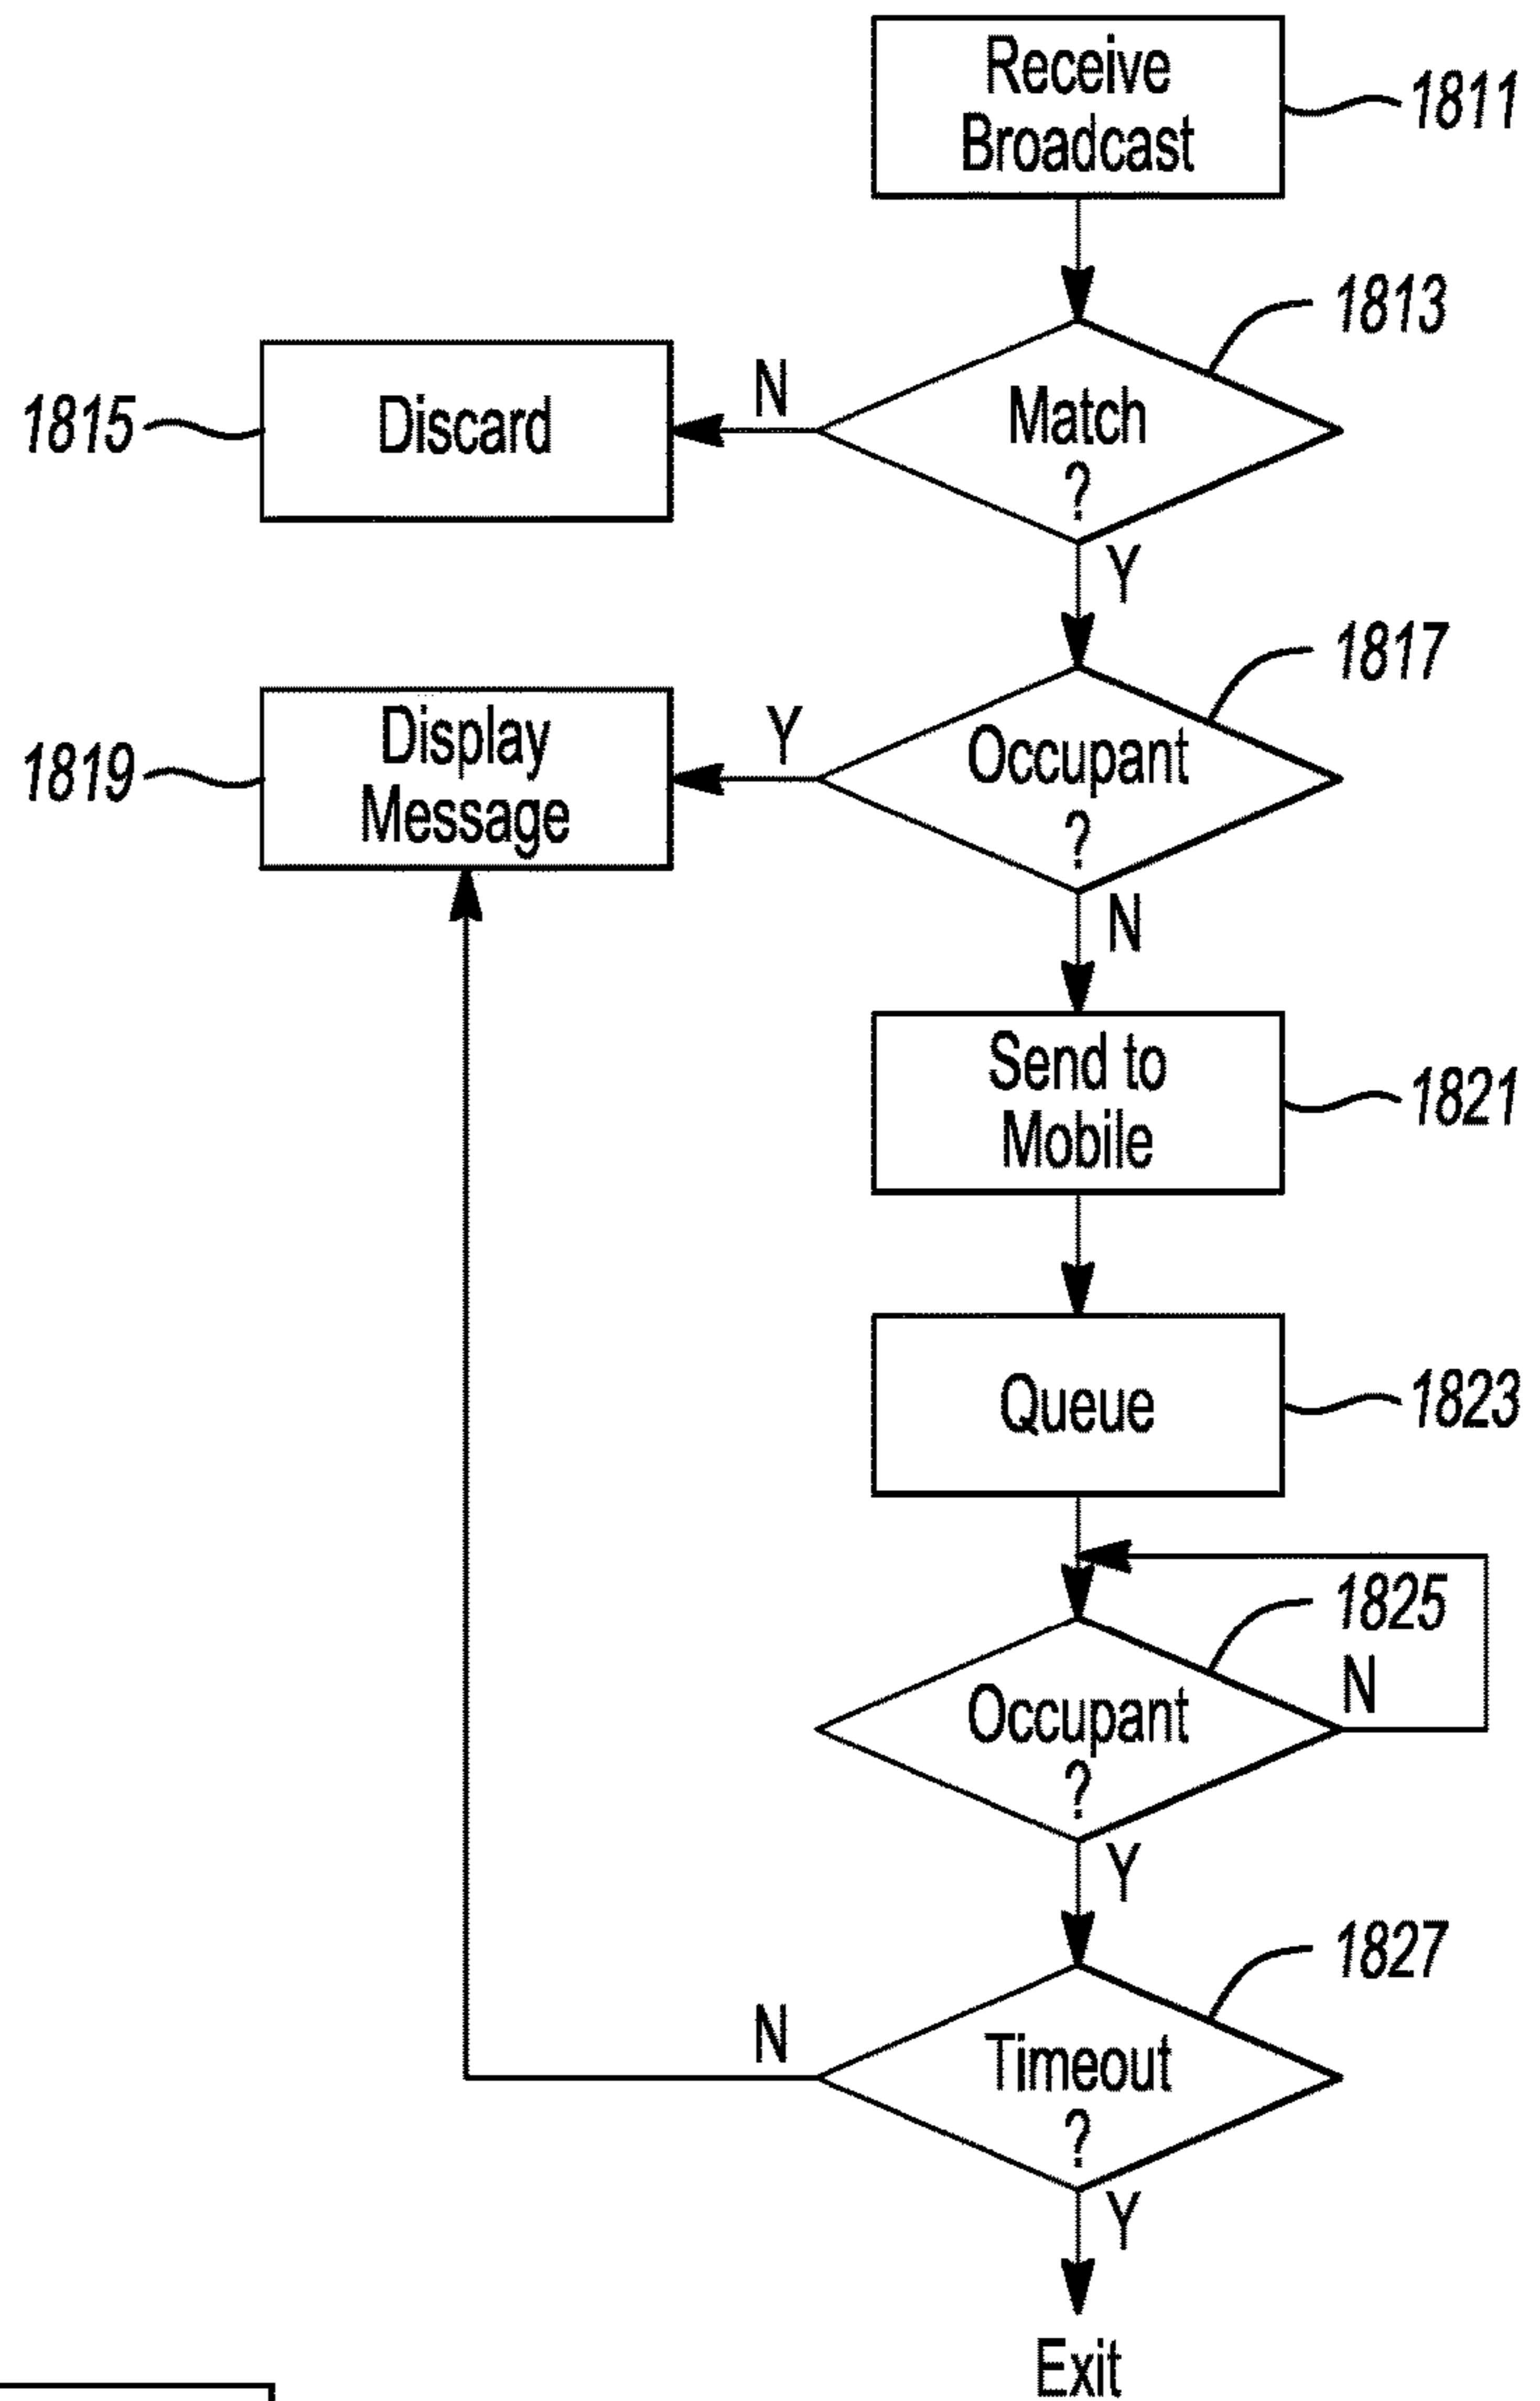 Receive
Broadcast
1811
1813
Match
?
N
Discard
1815
Y
1817
Occupant
?
Y
Display
Message
1819
N
Send to
Mobile
1821
Queue
1823
1825
Occupant
?
N
Y
1827
Timeout
?
N
Y
Exit